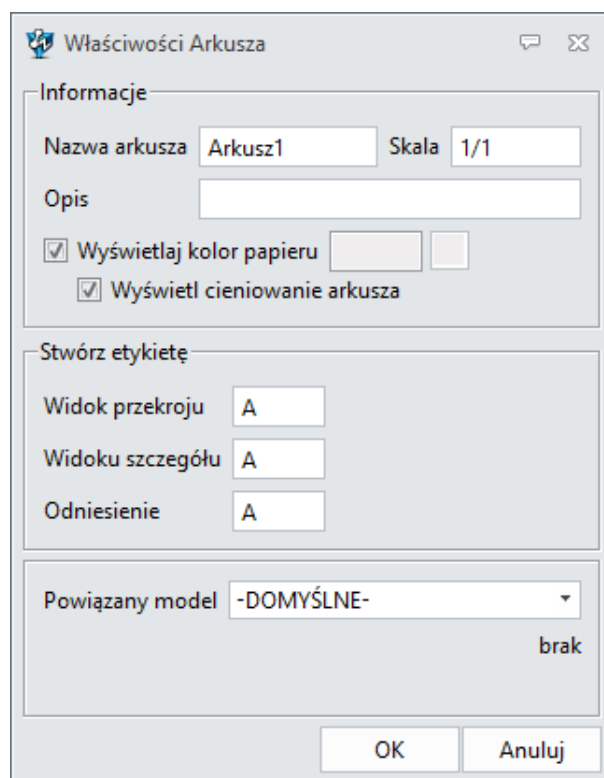 Właściwości Arkusza
Informacje
Nazwa arkusza Arkusz1 Skala 1/1
Opis
Wyświetlaj kolor papieru
Wyświetl cieniowanie arkusza
Stwórz etykietę
Widok przekroju A
Widoku szczegółu A
Odniesienie A
Powiązany model -DOMYŚLNE-
brak
OK Anuluj